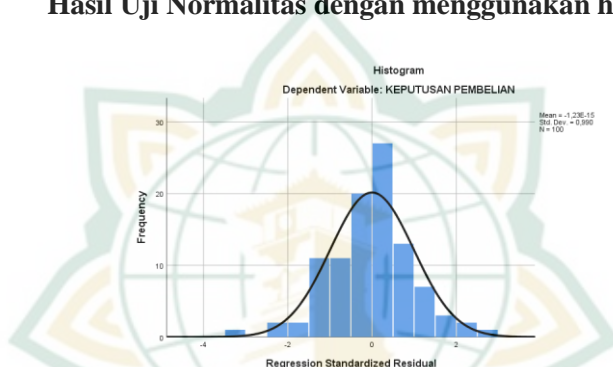 Hasil Uji Normalitas dengan menggunakan
Histogram
Dependent Variable: KEPUTUSAN PEMBELIAN
Mean = -1,23E-15
Std. Dev. = 0,990
N = 100
Frequency
30
20
10
0
-4
-2
0
2
Regression Standardized Residual